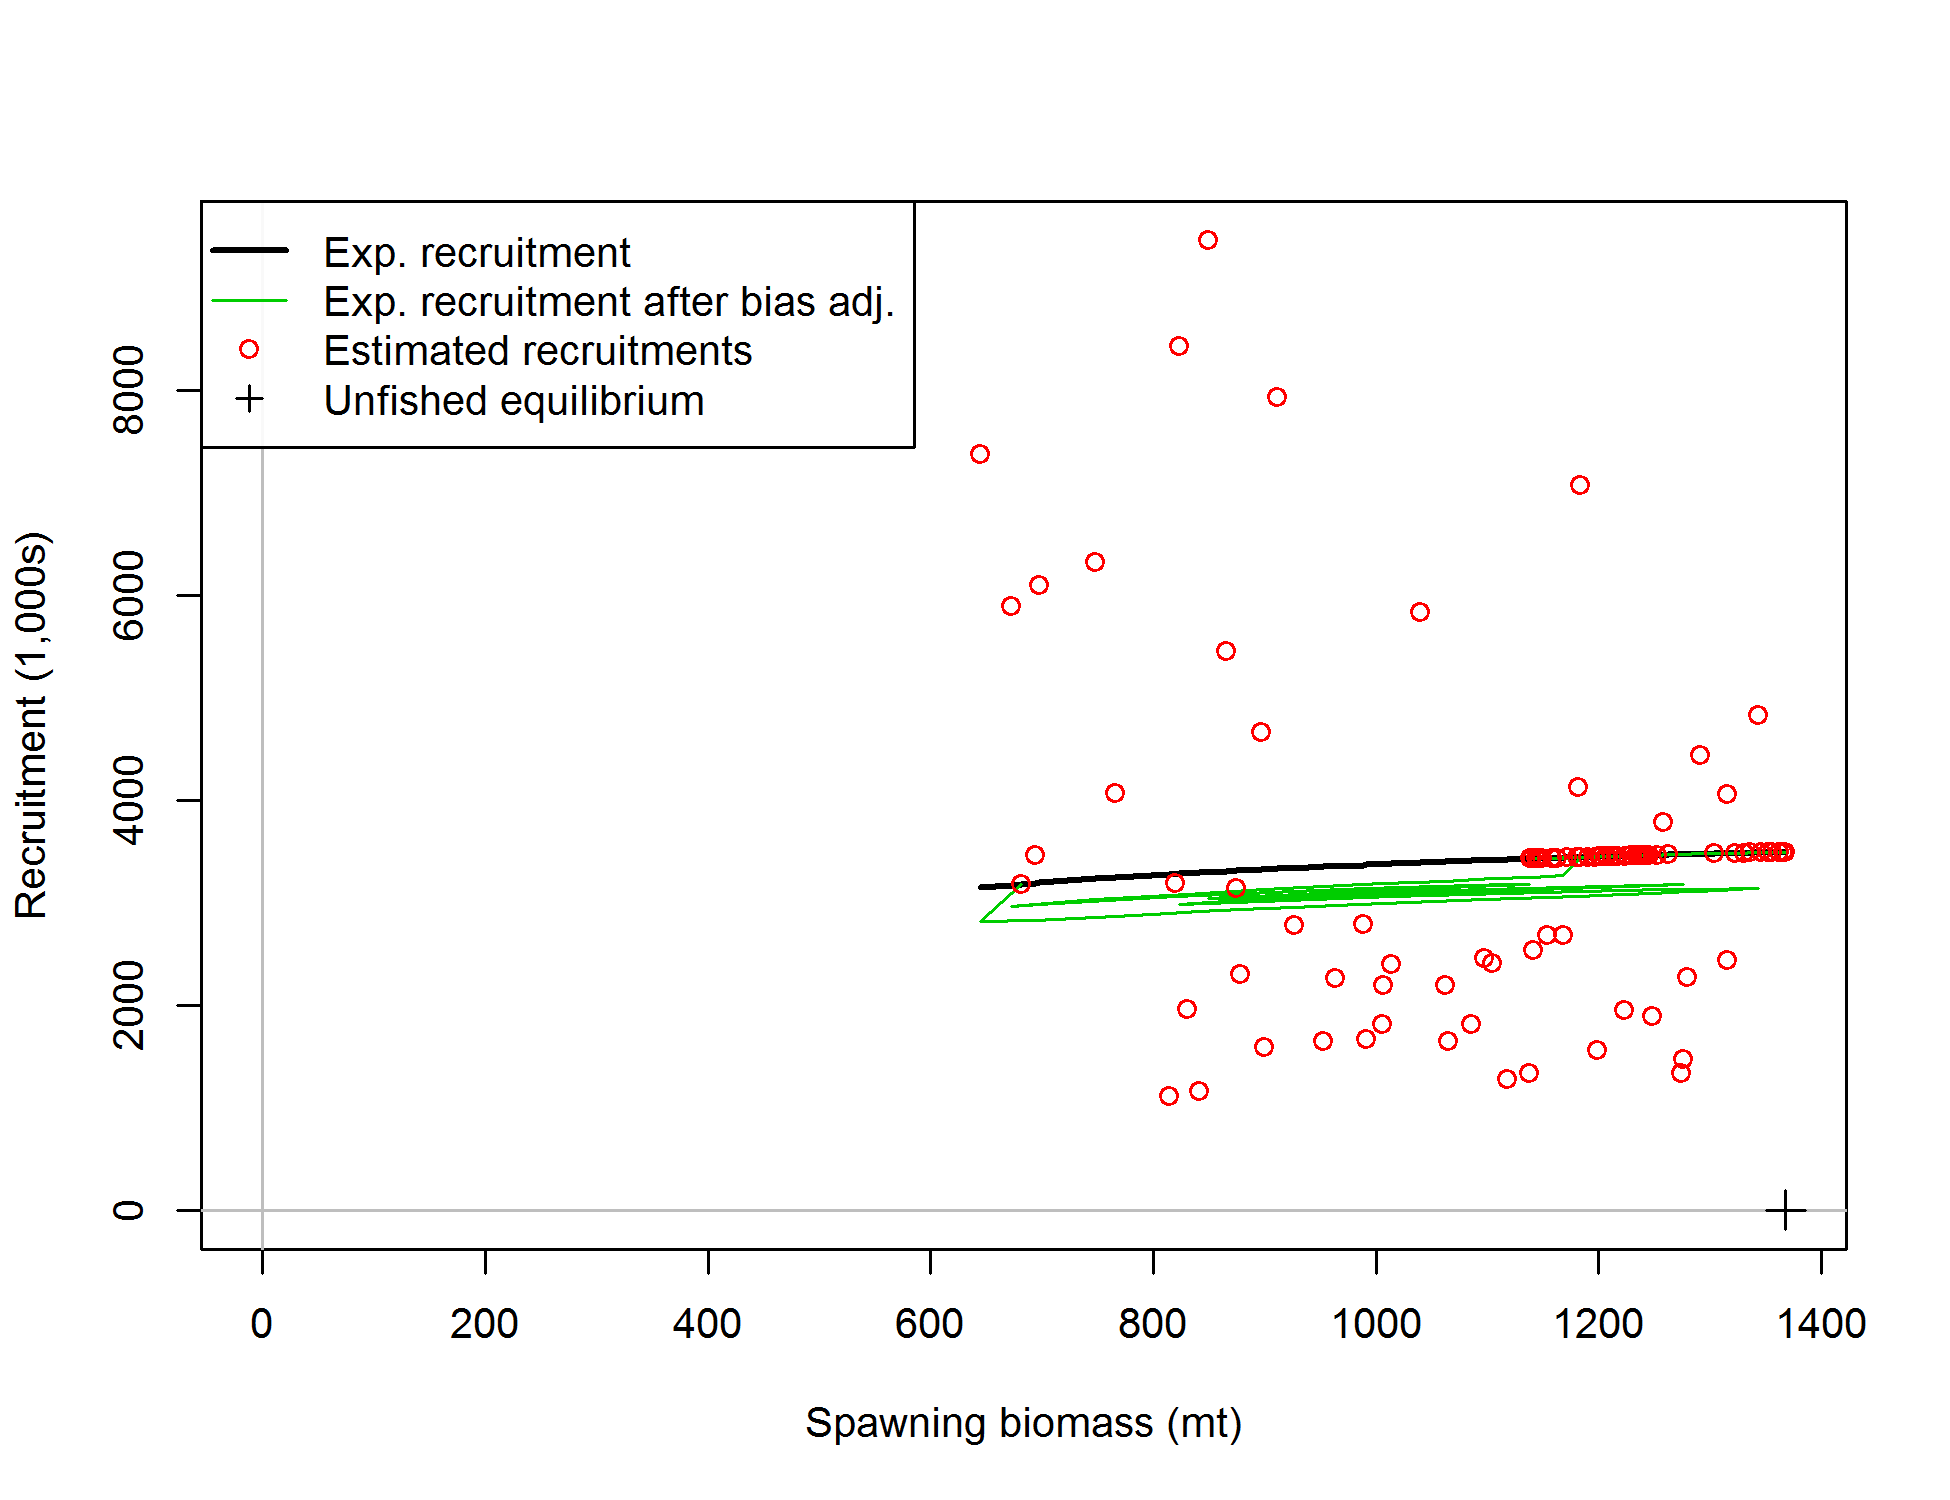 Exp. recruitment
Exp. recruitment after bias adj.
Estimated recruitments
Unfished equilibrium
Recruitment (1,000s)
8000
6000
4000
2000
0
0 200 400 600 800 1000 1200 1400
Spawning biomass (mt)